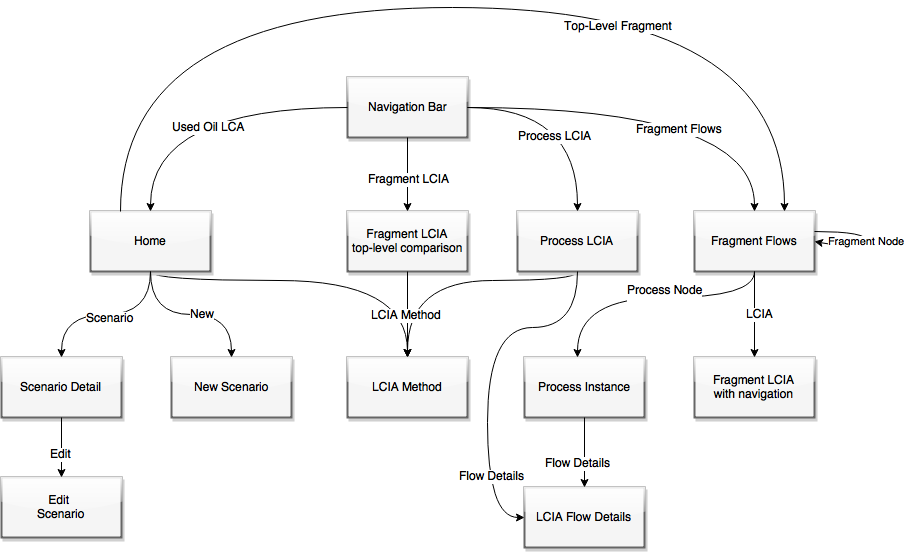 Top-Level Fragment
Navigation Bar
Used Oil LCA
Process LCIA
Fragment Flows
Fragment LCIA
Home
Fragment LCIA
top-level comparison
Process LCIA
Fragment Flows
Fragment Node
Process Node
Scenario
New
LCIA Method
LCIA
Scenario Detail
New Scenario
LCIA Method
Process Instance
Fragment LCIA
with navigation
Edit
Flow Details
Flow Details
Edit
Scenario
LCIA Flow Details